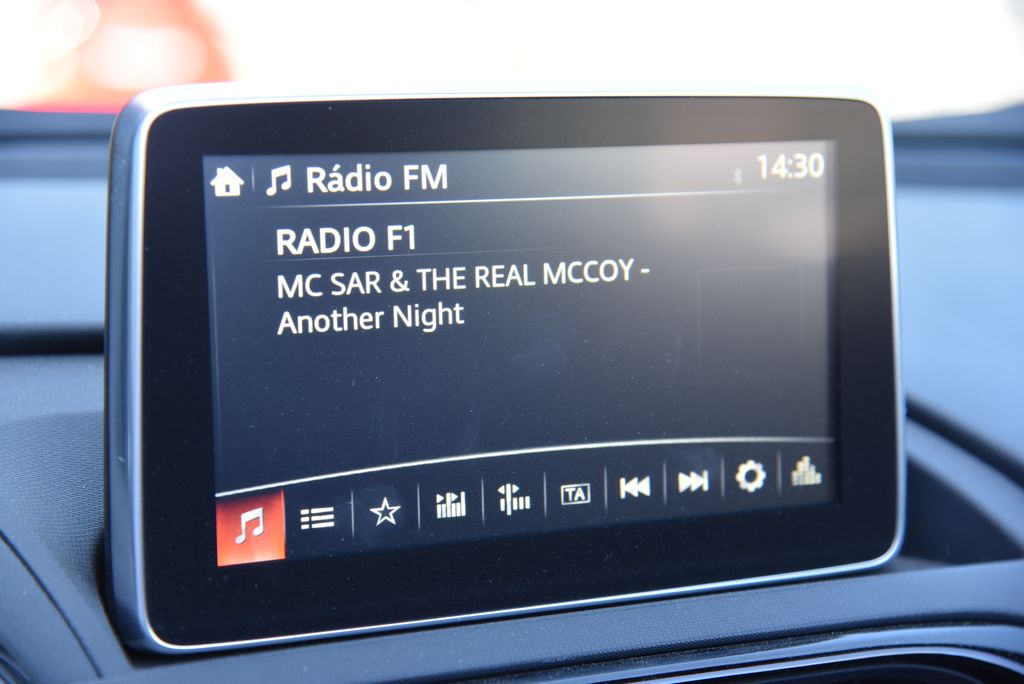 Rádio FM 14:30
RADIO F1
MC SAR & THE REAL MCCOY -
Another Night
TA